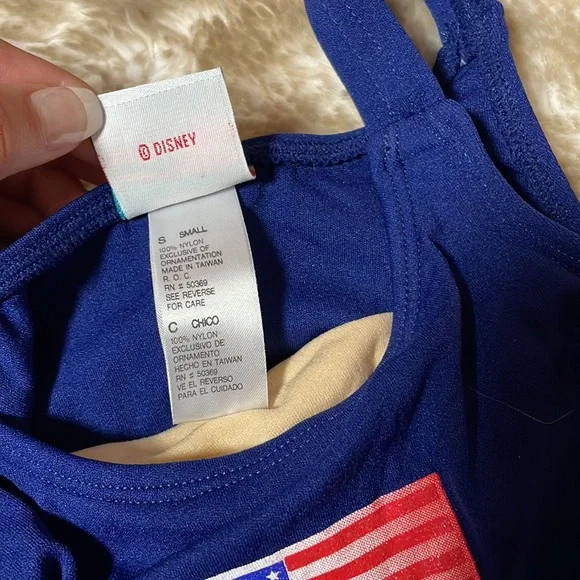 © DISNEY
S SMALL
100% NYLON
EXCLUSIVE OF
ORNAMENTATION
MADE IN TAIWAN
R. O. C.
RN # 50369
SEE REVERSE
FOR CARE
C CHICO
100% NYLON
EXCLUSIVO DE
ORNAMENTO
HECHO EN TAIWAN
RN # 50369
VE EL REVERSO
PARA EL CUIDADO